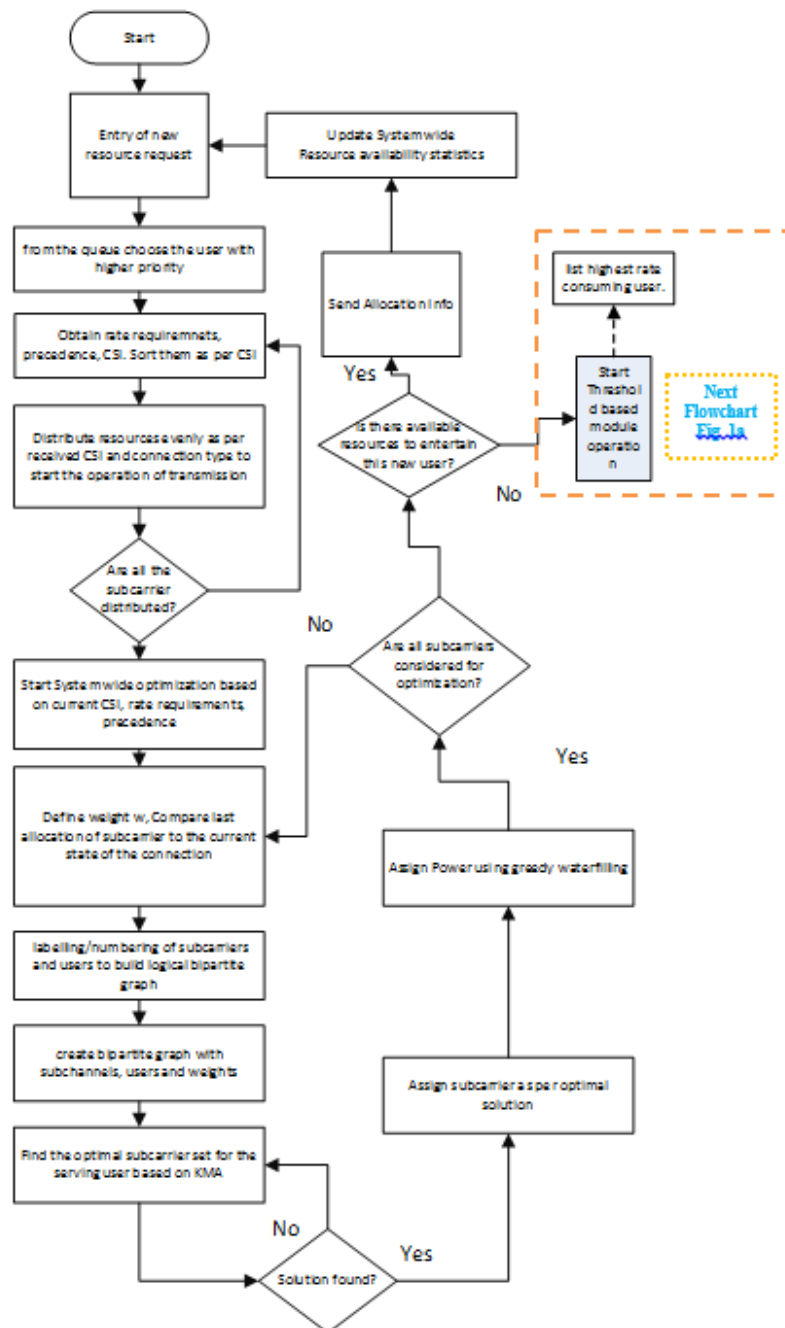 Start
Entry of new
resource request
Update Systemwide
Resource availability statistics
from the queue choose the user with
higher priority
Send Allocation Info
list highest rate
consuming user.
Obtain rate requiremnets,
precedence, CSI. Sort them as per CSI
Yes
Start
Threshol
d based
module
operatio
n
Next
Flowchart
Fig.1a
Distribute resources evenly as per
received CSI and connection type to
start the operation of transmission
Is there available
resources to entertain
this new user?
No
Are all the
subcarrier
distributed?
No
Are all subcarriers
considered for
optimization?
Start Systemwide optimization based
on current CSI, rate requirements,
precedence
Yes
Define weight w, Compare last
allocation of subcarrier to the current
state of the connection
Assign Power using greedy waterfilling
labelling/numbering of subcarriers
and users to build logical bipartite
graph
create bipartite graph with
subchannels, users and weights
Assign subcarrier as per optimal
solution
Find the optimal subcarrier set for the
serving user based on KMA
No
Yes
Solution found?